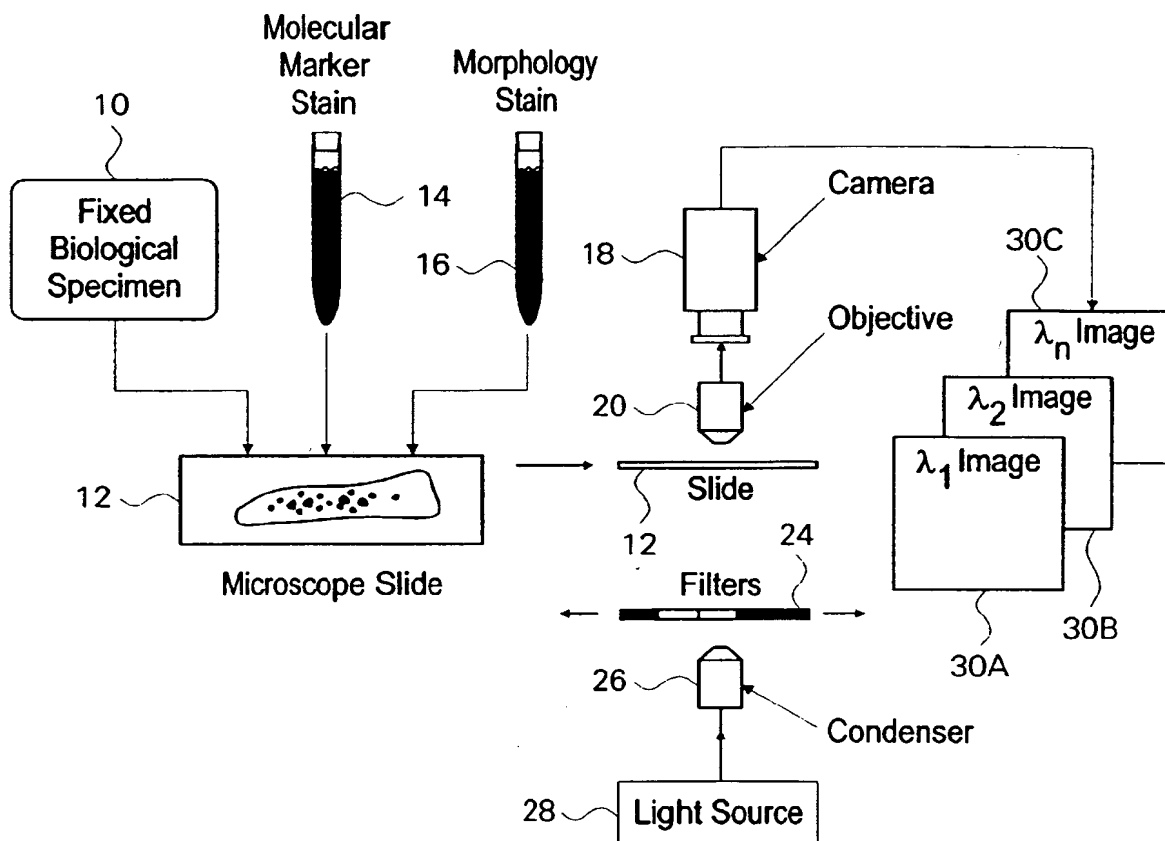 Molecular
Marker
Stain
Morphology
Stain
10
Fixed
Biological
Specimen
14
16
18
Camera
30C
λn Image
Objective
20
λ2 Image
λ1 Image
12
Slide
12
24
Microscope Slide
Filters
30B
30A
26
Condenser
28
Light Source